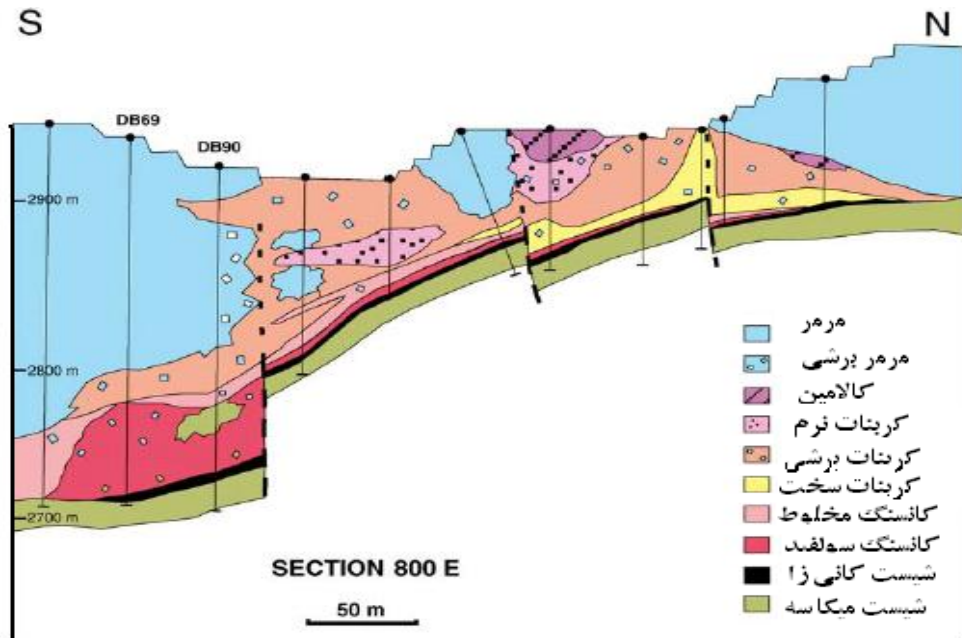 S
N
DB69
DB90
2900 m
2800 m
2700 m
مرمر
مرمر برشی
کالامین
کربنات نرم
کربنات برشی
کربنات سخت
کانسنگ مخلوط
کانسنگ سولفید
شیست کانی زا
شیست میکاسه
SECTION 800 E
50 m